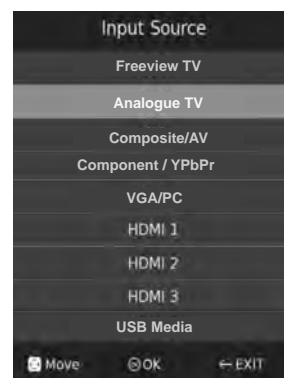 Input Source
Freeview TV
Analogue TV
Composite/AV
Component / YPbPr
VGA/PC
HDMI 1
HDMI 2
HDMI 3
USB Media
Move OK ← EXIT